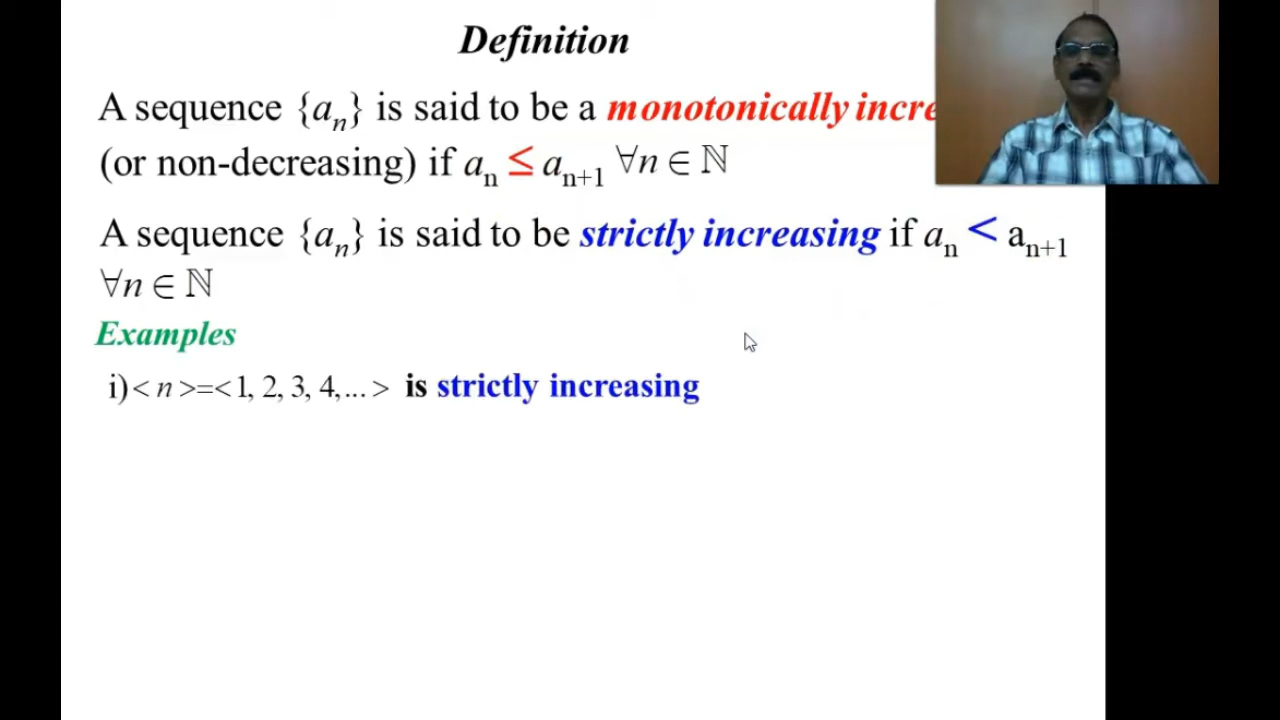 Definition
A sequence {aₙ} is said to be a monotonically incre
(or non-decreasing) if aₙ ≤ aₙ₊₁ ∀n ∈ ℕ
A sequence {aₙ} is said to be strictly increasing if aₙ < aₙ₊₁
∀n ∈ ℕ
Examples
i) < n >=< 1, 2, 3, 4,... > is strictly increasing